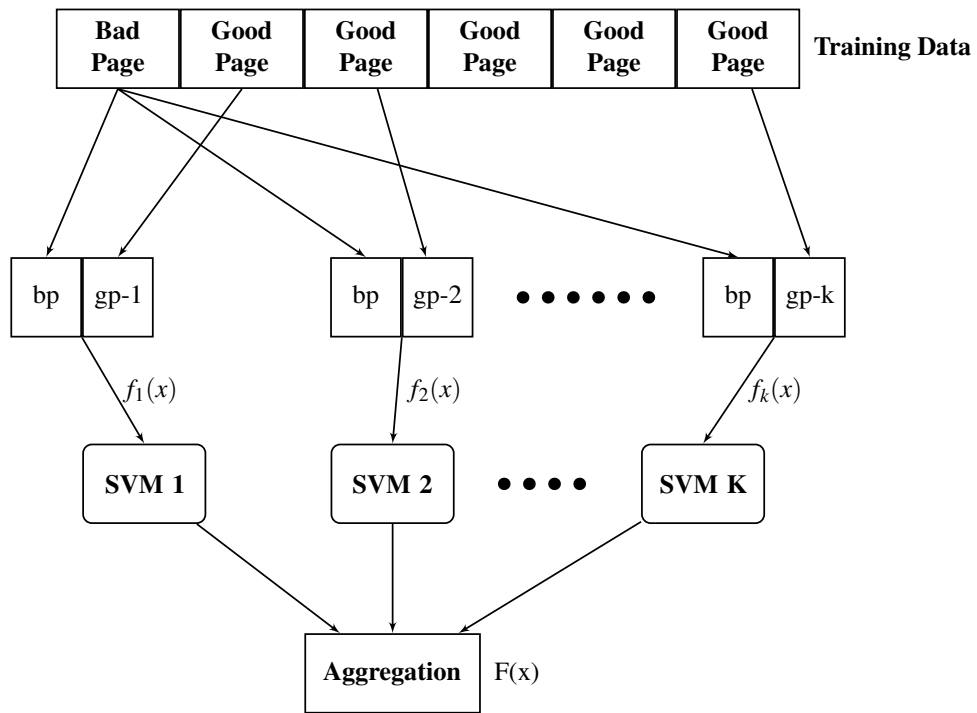 Bad Page
Good Page
Good Page
Good Page
Good Page
Good Page
Training Data
bp
gp-1
bp
gp-2
bp
gp-k
f₁(x)
f₂(x)
fₖ(x)
SVM 1
SVM 2
SVM K
Aggregation
F(x)